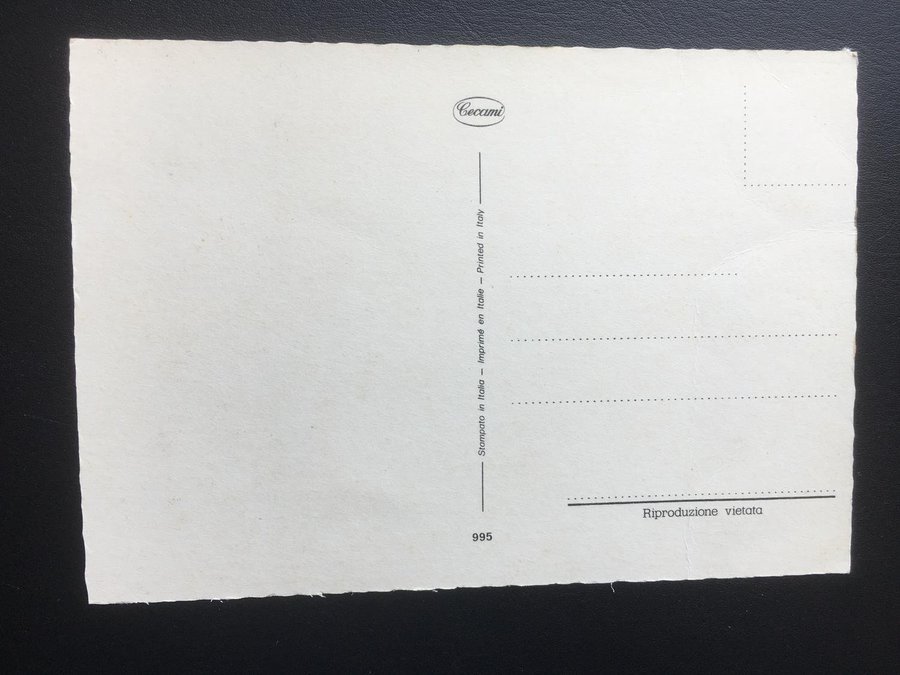 Cecami
Stampato in Italia — Imprimé en Italie — Printed in Italy
995
Riproduzione vietata